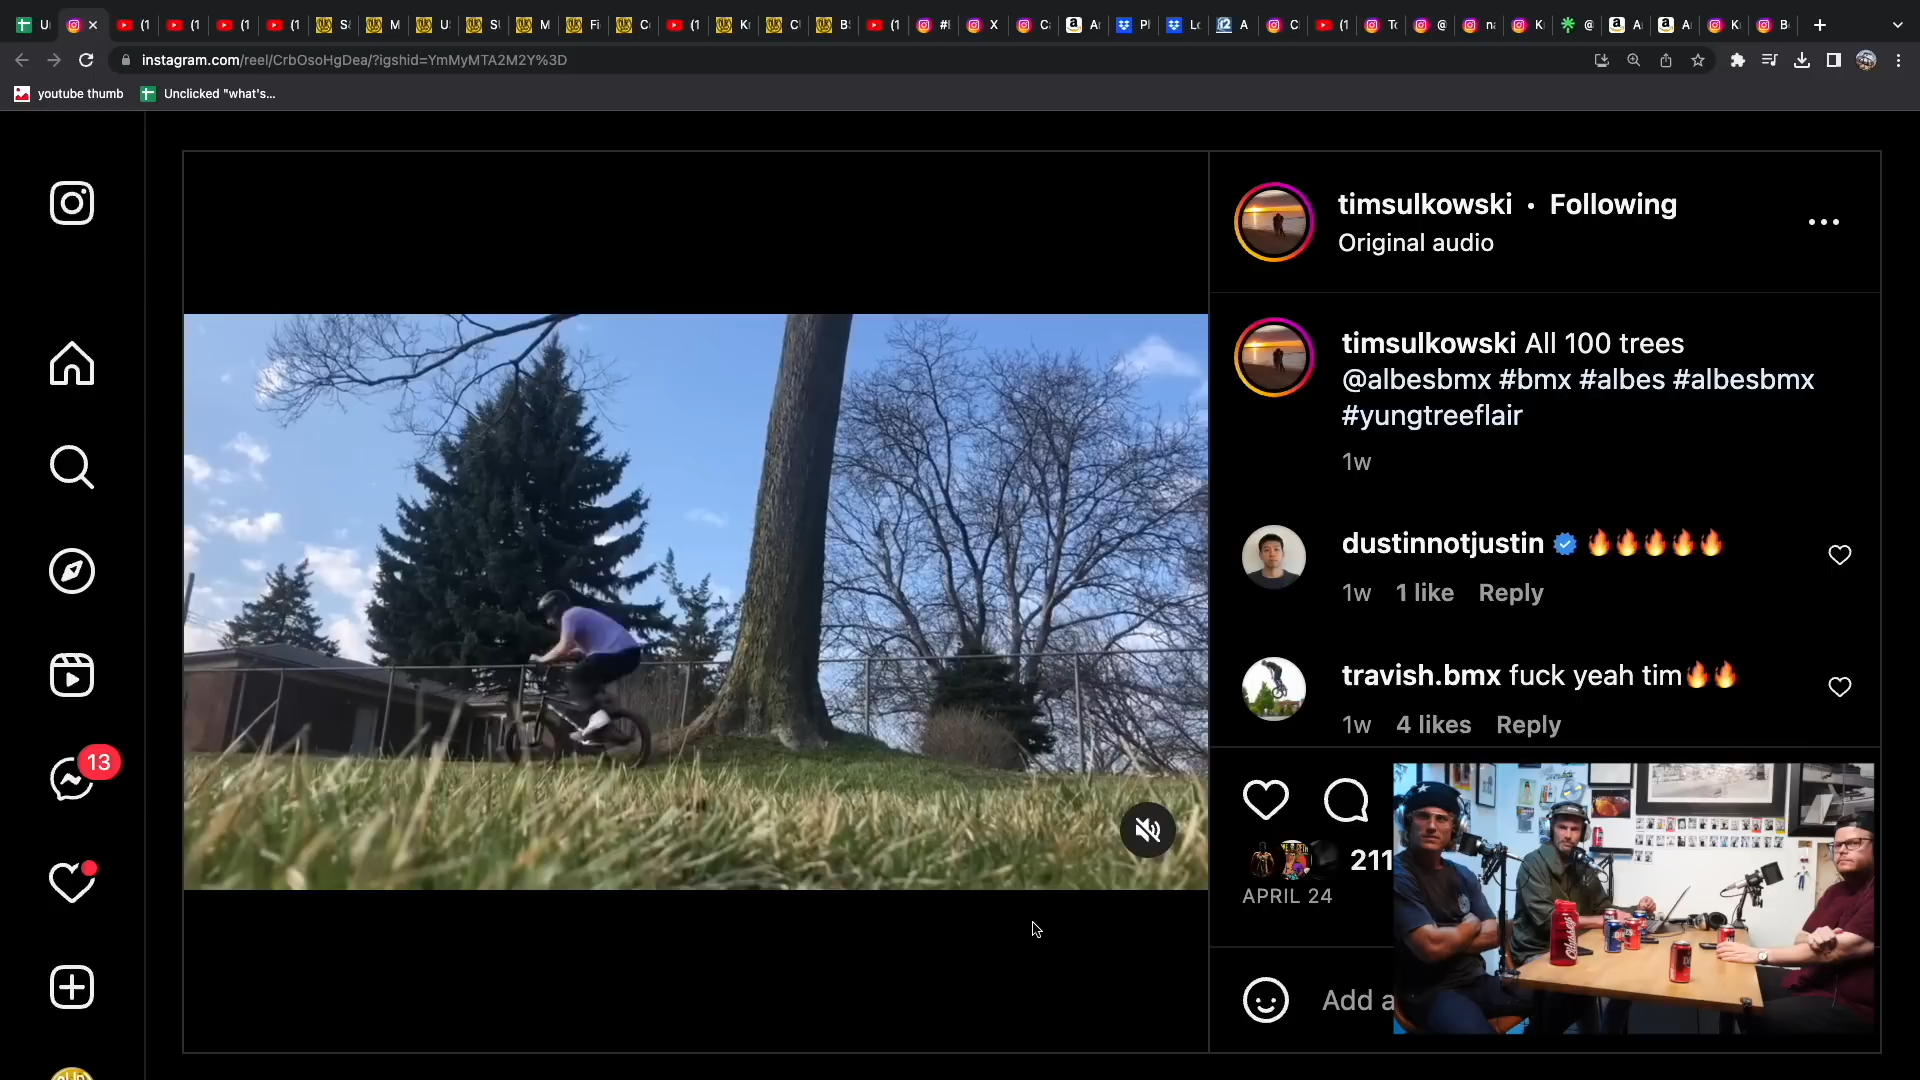 instagram.com/reel/CrbOsoHgDea/?igshid=YmMyMTA2M2Y%3D
youtube thumb
Unclicked "what's...
timsulkowski • Following
Original audio
timsulkowski All 100 trees
@albesbmx #bmx #albes #albesbmx
#yungtreeflair
1w
dustinnotjustin 🔥🔥🔥🔥🔥
1w 1 like Reply
travish.bmx fuck yeah tim🔥🔥
1w 4 likes Reply
13
211
APRIL 24
Add a
Odyssey